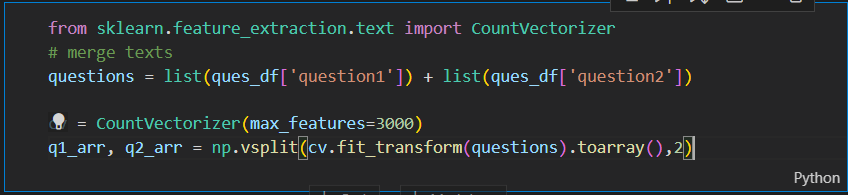 from sklearn.feature_extraction.text import CountVectorizer
# merge texts
questions = list(ques_df['question1']) + list(ques_df['question2'])
= CountVectorizer(max_features=3000)
q1_arr, q2_arr = np.vsplit(cv.fit_transform(questions).toarray(),2)
Python